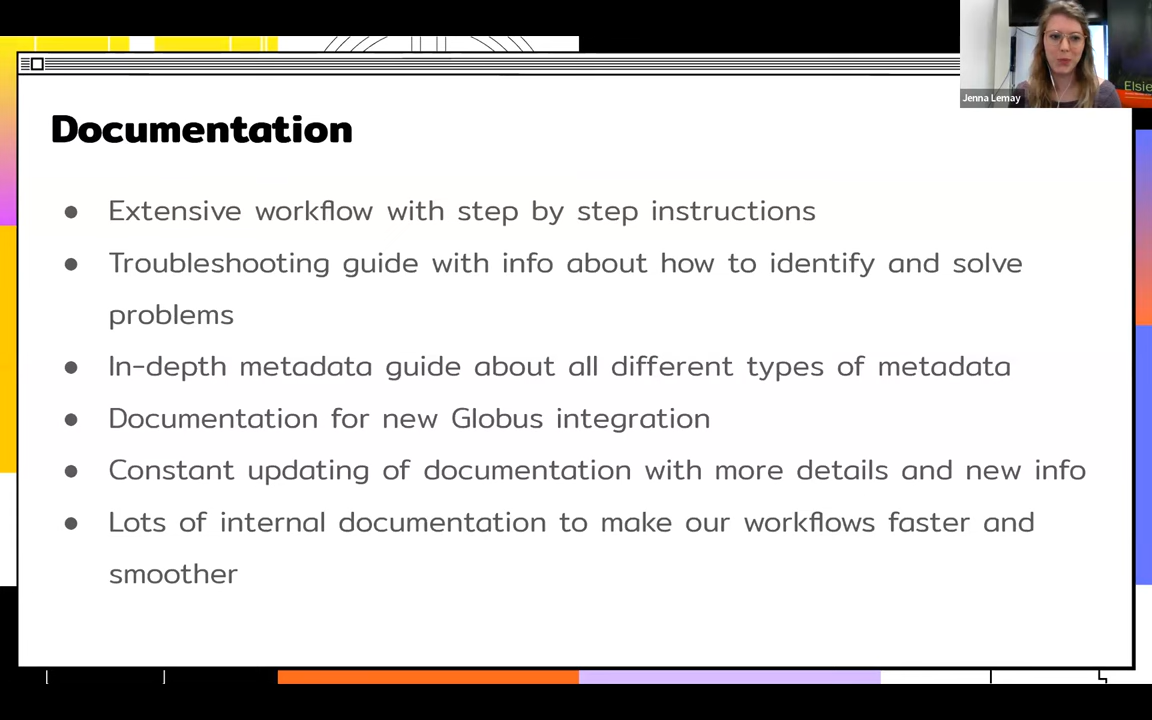 Jenna Lemay
Documentation
● Extensive workflow with step by step instructions
● Troubleshooting guide with info about how to identify and solve
problems
● In-depth metadata guide about all different types of metadata
● Documentation for new Globus integration
● Constant updating of documentation with more details and new info
● Lots of internal documentation to make our workflows faster and
smoother